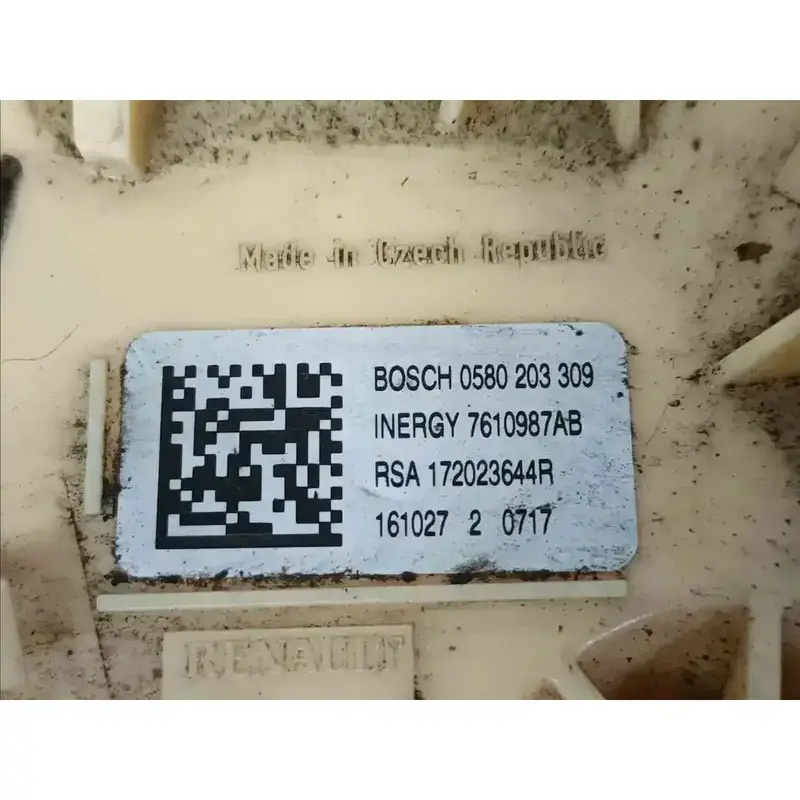 Made in Czech Republic
BOSCH 0580 203 309
INERGY 7610987AB
RSA 172023644R
161027 2 0717
RENAULT